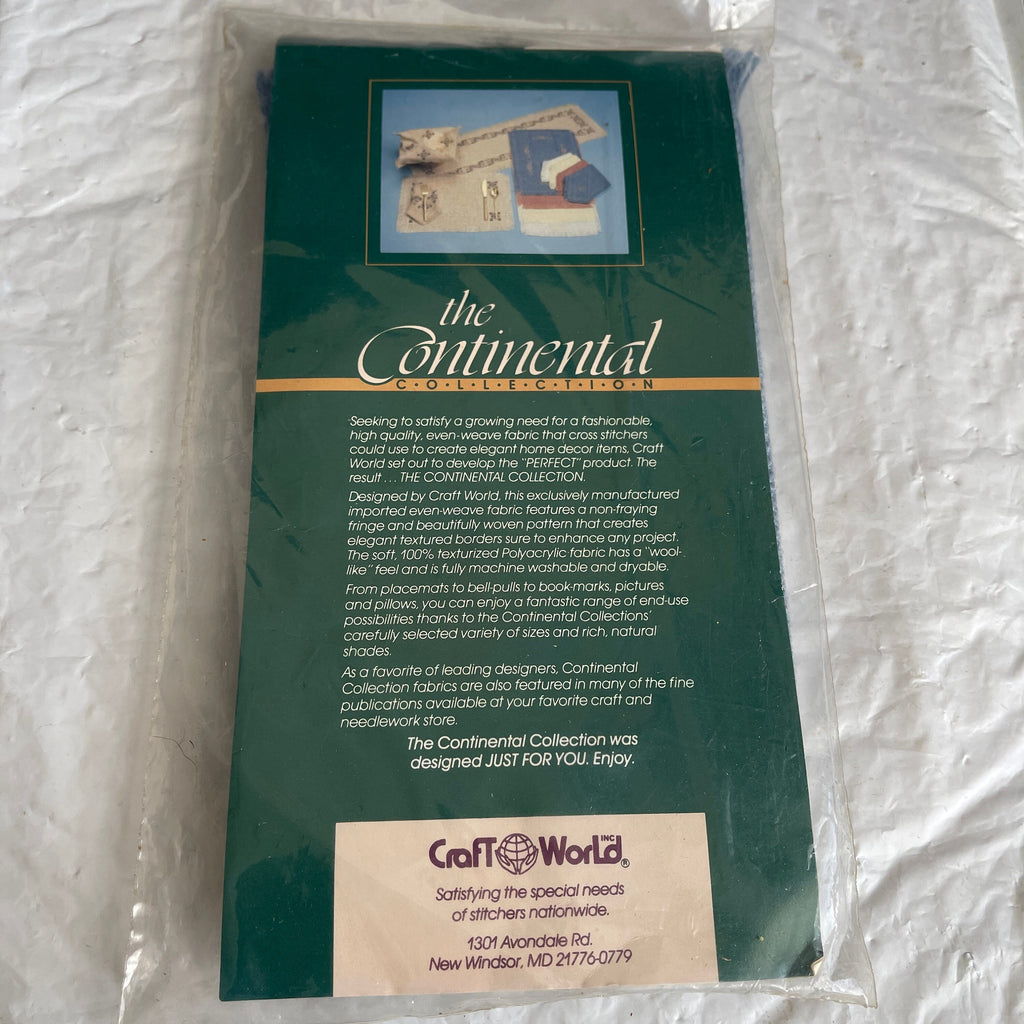 the
Continental
C•O•L•L•E•C•T•I•O•N
Seeking to satisfy a growing need for a fashionable,
high quality, even-weave fabric that cross stitchers
could use to create elegant home decor items, Craft
World set out to develop the "PERFECT" product. The
result . . . THE CONTINENTAL COLLECTION.
Designed by Craft World, this exclusively manufactured
imported even-weave fabric features a non-fraying
fringe and beautifully woven pattern that creates
elegant textured borders sure to enhance any project.
The soft, 100% texturized Polyacrylic fabric has a "wool-
like" feel and is fully machine washable and dryable.
From placemats to bell-pulls to book-marks, pictures
and pillows, you can enjoy a fantastic range of end-use
possibilities thanks to the Continental Collections'
carefully selected variety of sizes and rich, natural
shades.
As a favorite of leading designers, Continental
Collection fabrics are also featured in many of the fine
publications available at your favorite craft and
needlework store.
The Continental Collection was
designed JUST FOR YOU. Enjoy.
Craft World INC ®
Satisfying the special needs
of stitchers nationwide.
1301 Avondale Rd.
New Windsor, MD 21776-0779